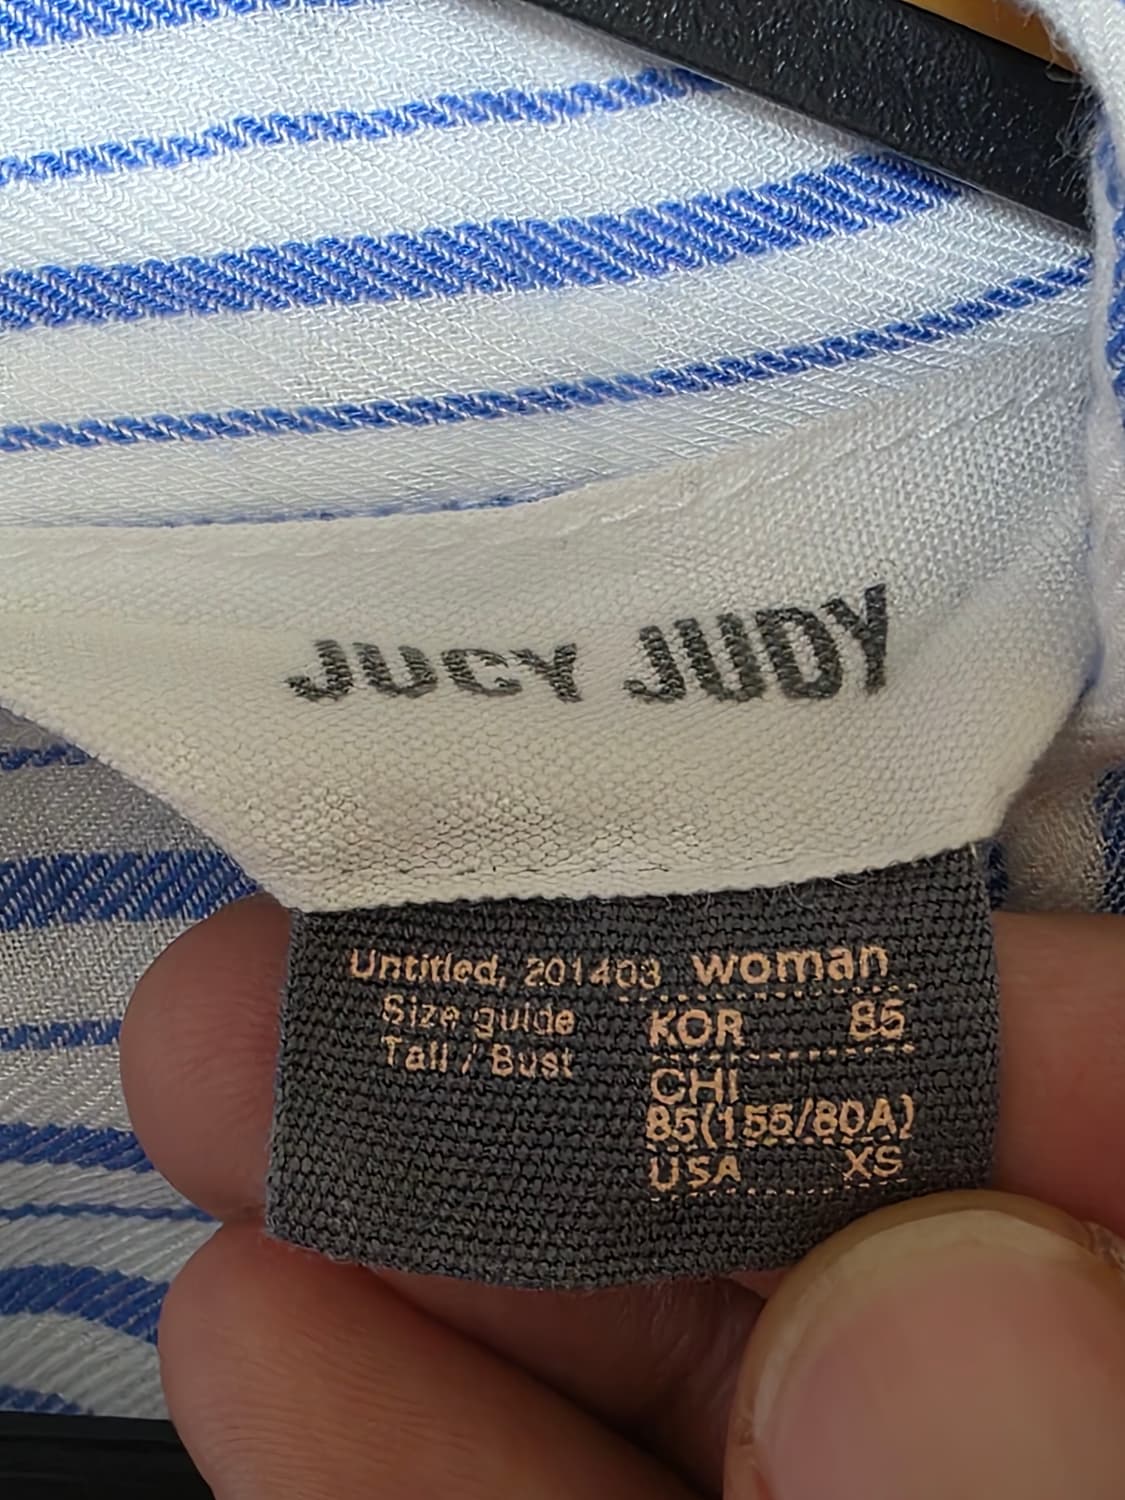 JUCY JUDY
Untitled, 201403 woman
Size guide
Tall / Bust
KOR 85
CHI
85(155/80A)
USA XS